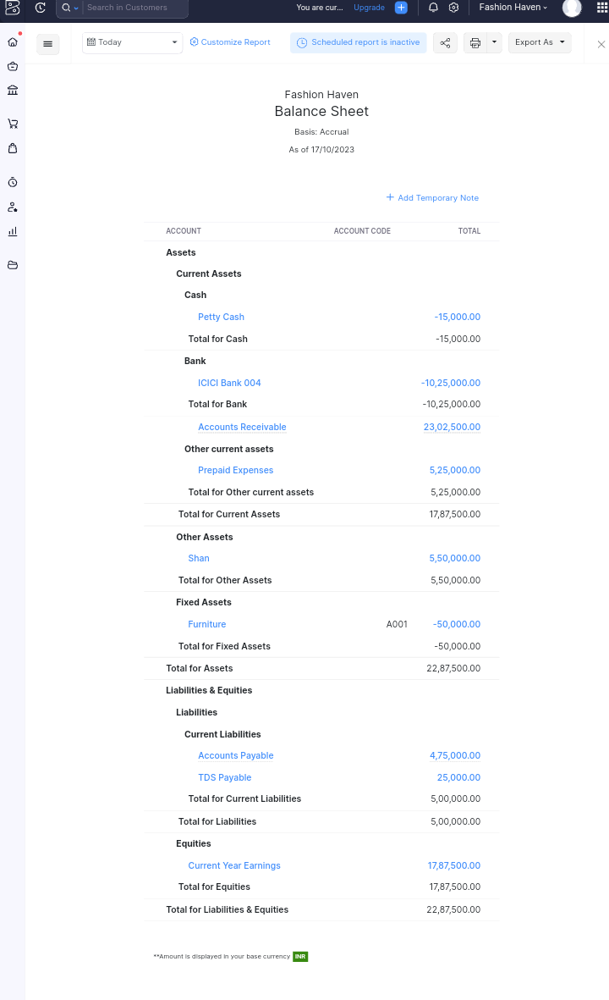 Search in Customers You are cur... Upgrade Fashion Haven
Today Customize Report Scheduled report is inactive Export As
Fashion Haven
Balance Sheet
Basis: Accrual
As of 17/10/2023
+ Add Temporary Note
ACCOUNT ACCOUNT CODE TOTAL
Assets
Current Assets
Cash
Petty Cash -15,000.00
Total for Cash -15,000.00
Bank
ICICI Bank 004 -10,25,000.00
Total for Bank -10,25,000.00
Accounts Receivable 23,02,500.00
Other current assets
Prepaid Expenses 5,25,000.00
Total for Other current assets 5,25,000.00
Total for Current Assets 17,87,500.00
Other Assets
Shan 5,50,000.00
Total for Other Assets 5,50,000.00
Fixed Assets
Furniture A001 -50,000.00
Total for Fixed Assets -50,000.00
Total for Assets 22,87,500.00
Liabilities & Equities
Liabilities
Current Liabilities
Accounts Payable 4,75,000.00
TDS Payable 25,000.00
Total for Current Liabilities 5,00,000.00
Total for Liabilities 5,00,000.00
Equities
Current Year Earnings 17,87,500.00
Total for Equities 17,87,500.00
Total for Liabilities & Equities 22,87,500.00
**Amount is displayed in your base currency INR